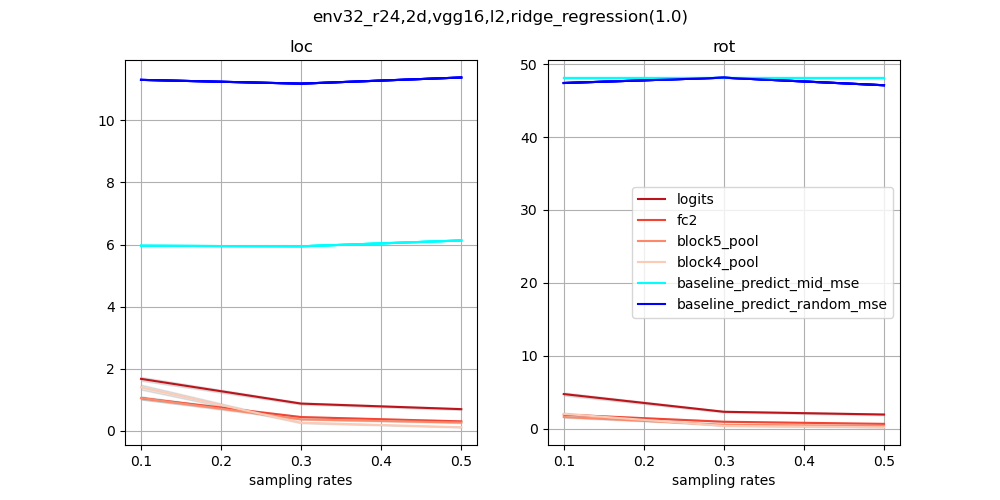 env32_r24,2d,vgg16,l2,ridge_regression(1.0)
loc
10
8
6
4
2
0
0.1 0.2 0.3 0.4 0.5
sampling rates
rot
50
40
30
20
10
0
logits
fc2
block5_pool
block4_pool
baseline_predict_mid_mse
baseline_predict_random_mse
0.1 0.2 0.3 0.4 0.5
sampling rates